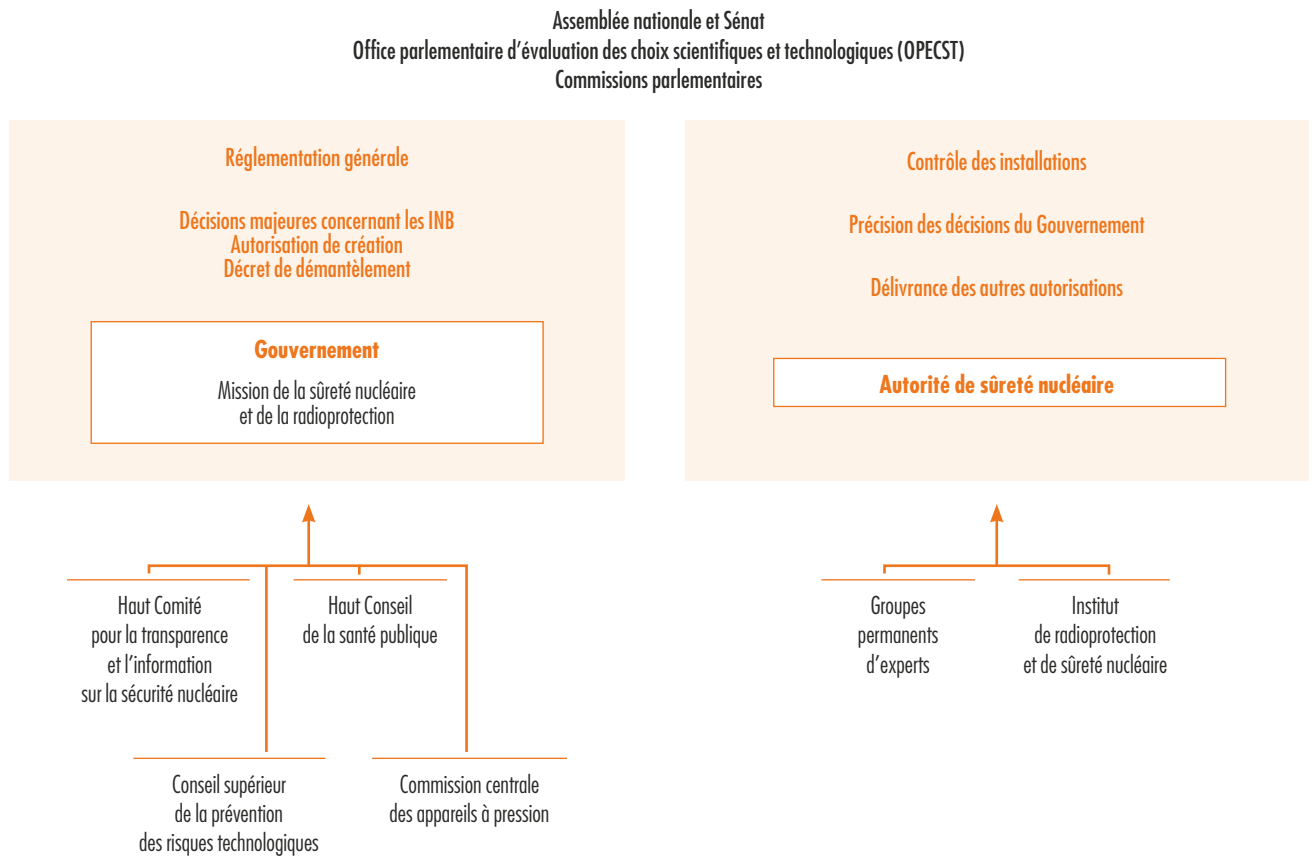 Assemblée nationale et Sénat
Office parlementaire d'évaluation des choix scientifiques et technologiques (OPECST)
Commissions parlementaires
Réglementation générale
Décisions majeures concernant les INB
Autorisation de création
Décret de démantèlement
Gouvernement
Mission de la sûreté nucléaire
et de la radioprotection
Contrôle des installations
Précision des décisions du Gouvernement
Délivrance des autres autorisations
Autorité de sûreté nucléaire
Haut Comité
pour la transparence
et l'information
sur la sécurité nucléaire
Haut Conseil
de la santé publique
Conseil supérieur
de la prévention
des risques technologiques
Commission centrale
des appareils à pression
Groupes
permanents
d'experts
Institut
de radioprotection
et de sûreté nucléaire